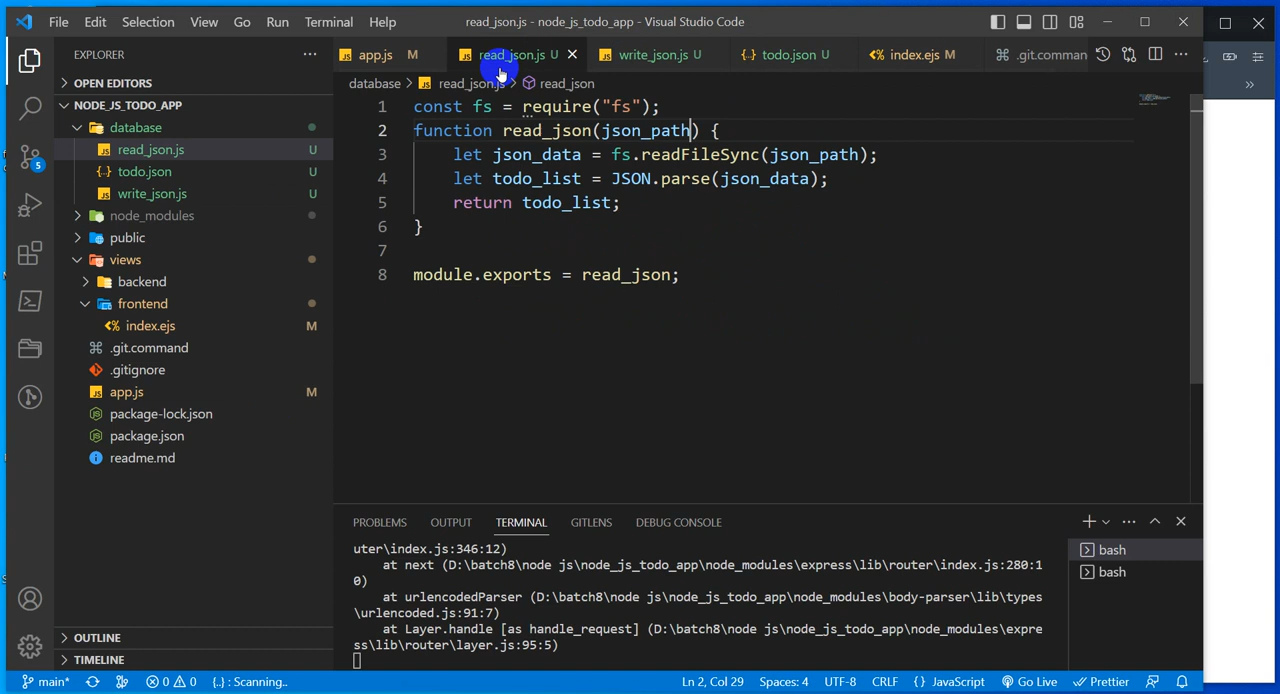 File Edit Selection View Go Run Terminal Help read_json.js - node_js_todo_app - Visual Studio Code
EXPLORER
OPEN EDITORS
NODE_JS_TODO_APP
database
read_json.js U
todo.json U
write_json.js U
node_modules
public
views
backend
frontend
index.ejs M
.git.command
.gitignore
app.js M
package-lock.json
package.json
readme.md
OUTLINE
TIMELINE
5
app.js M read_json.js U write_json.js U todo.json U index.ejs M .git.comman
database > read_json.js > read_json
1 const fs = require("fs");
2 function read_json(json_path) {
3 let json_data = fs.readFileSync(json_path);
4 let todo_list = JSON.parse(json_data);
5 return todo_list;
6 }
7
8 module.exports = read_json;
PROBLEMS OUTPUT TERMINAL GITLENS DEBUG CONSOLE
uter\index.js:346:12)
at next (D:\batch8\node js\node_js_todo_app\node_modules\express\lib\router\index.js:280:1
0)
at urlencodedParser (D:\batch8\node js\node_js_todo_app\node_modules\body-parser\lib\types
\urlencoded.js:91:7)
at Layer.handle [as handle_request] (D:\batch8\node js\node_js_todo_app\node_modules\expre
ss\lib\router\layer.js:95:5)
bash
bash
main* 0 0 {..} : Scanning.. Ln 2, Col 29 Spaces: 4 UTF-8 CRLF {} JavaScript Go Live Prettier